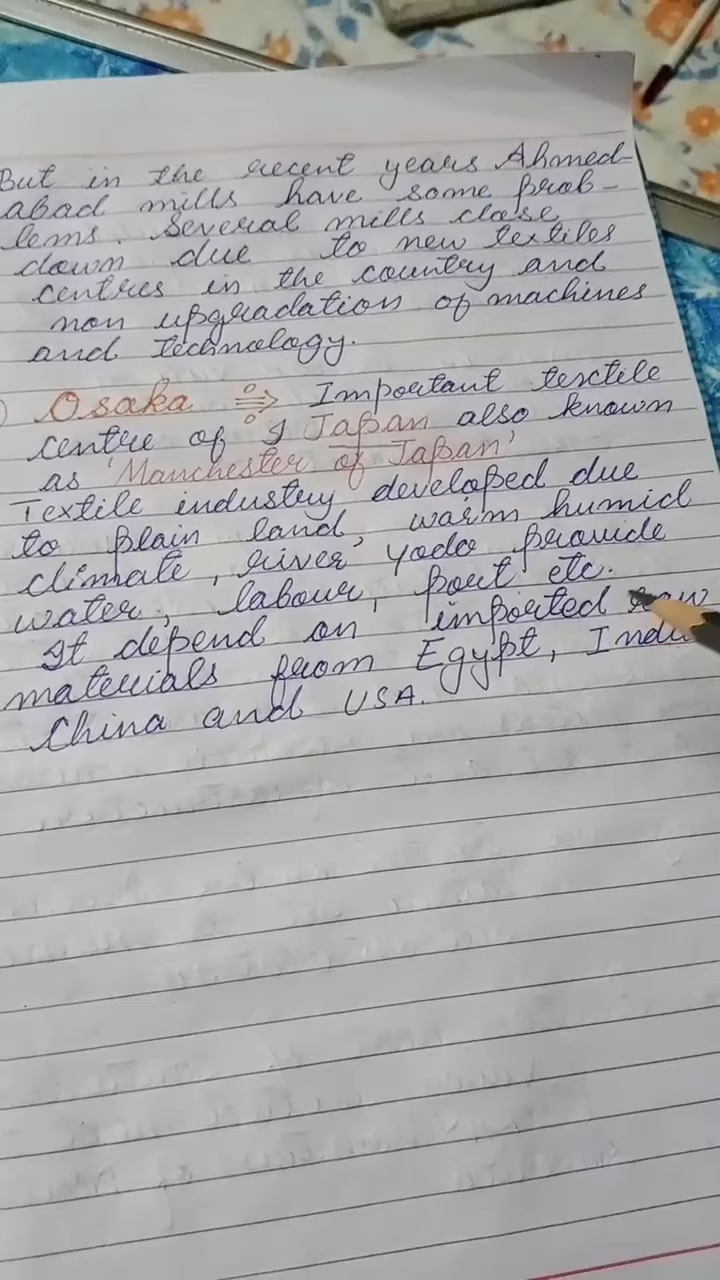 But in the recent years Ahmed-
abad mills have some prob-
lems. Several mills close
down due to new textiles
centres in the country and
non upgradation of machines
and technology.
) Osaka ⇒ Important textile
centre of J Japan also known
as 'Manchester of Japan'
Textile industry developed due
to plain land, warm humid
climate, river Yodo provide
water, labour, port etc.
It depend on imported raw
materials from Egypt, Indi
China and USA.